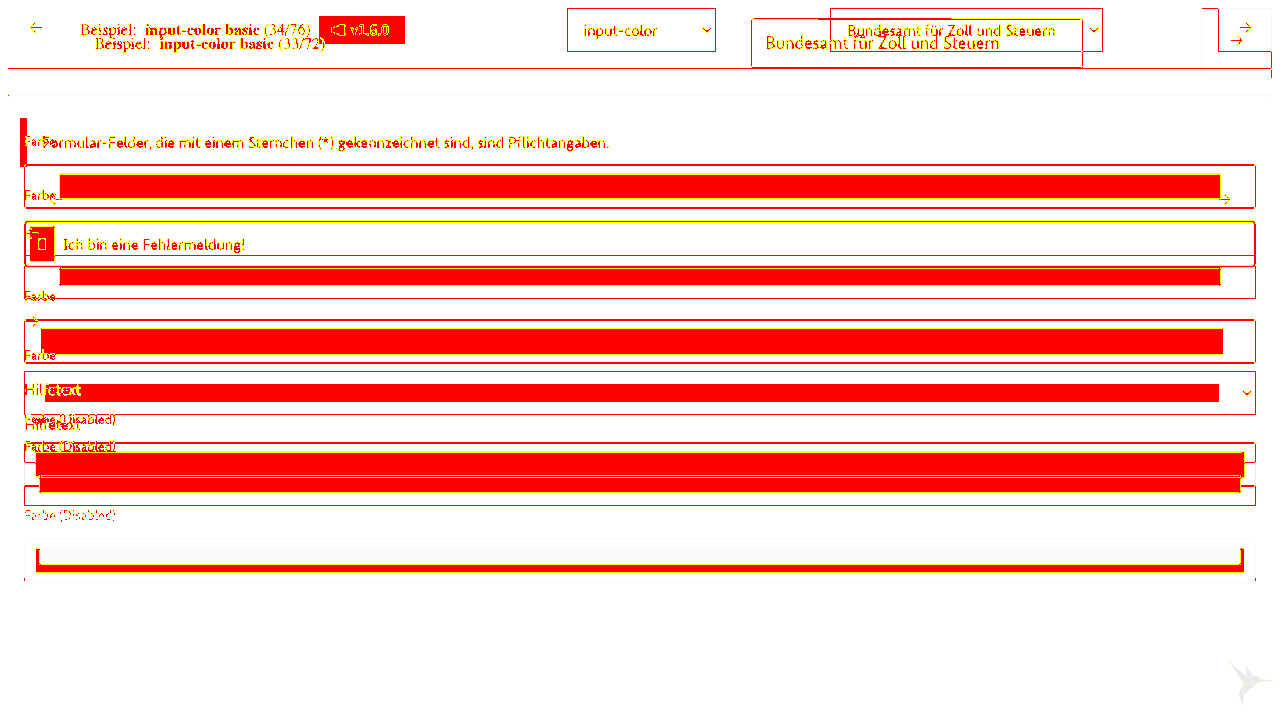 Beispiel: input-color basic (34/76) v1.6.0 input-color Bundesamt für Zoll und Steuern
Beispiel: input-color basic (33/72) Bundesamt für Zoll und Steuern
Farbe
Formular-Felder, die mit einem Sternchen (*) gekennzeichnet sind, sind Pflichtangaben.
Farbe
Ich bin eine Fehlermeldung!
Farbe
Farbe
Hilfetext
Farbe (Disabled)
Hilfetext
Farbe (Disabled)
Farbe (Disabled)